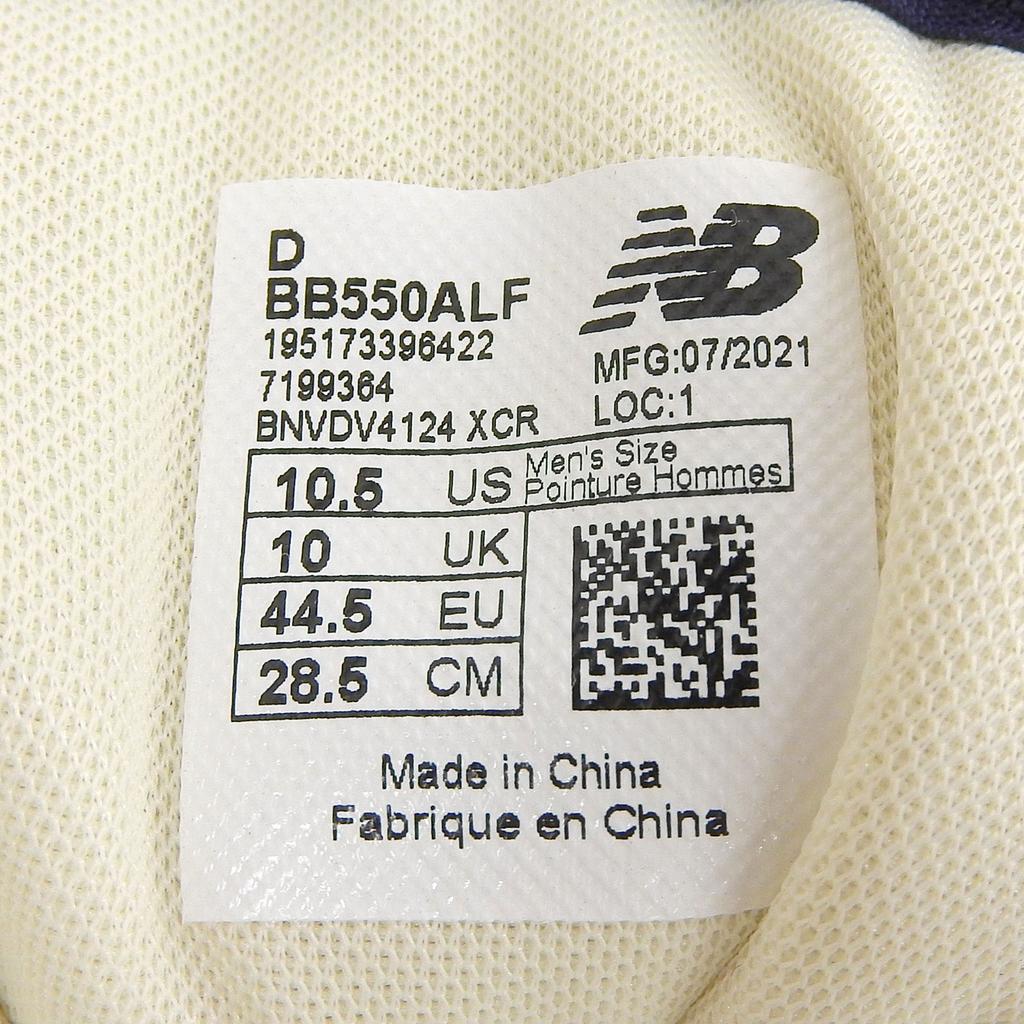 D
BB550ALF
195173396422
7199364
BNVDV4124 XCR
NB
MFG:07/2021
LOC:1
10.5 US Men's Size
Pointure Hommes
10 UK
44.5 EU
28.5 CM
Made in China
Fabrique en China